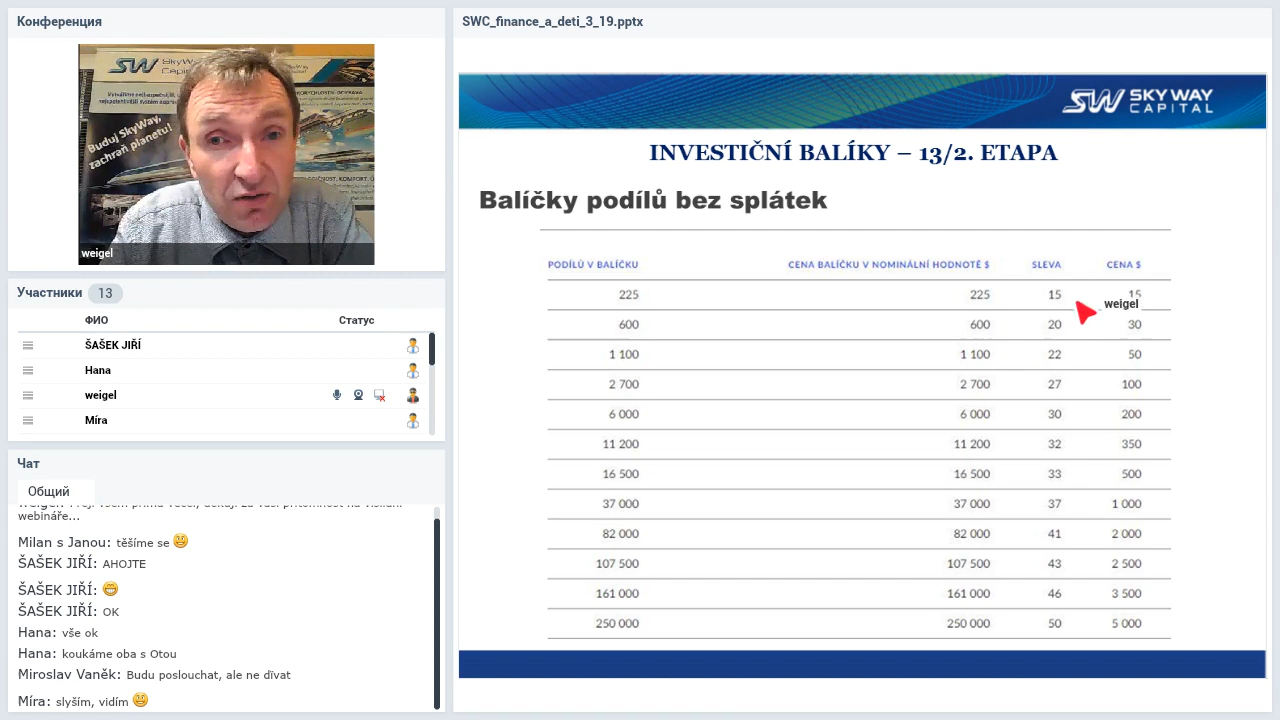 Конференция
SW SKYWAY CAPITAL
Buduj SkyWay,
zachraň planetu!
weigel
Участники 13
ФИО Статус
ŠAŠEK JIŘÍ
Hana
weigel
Míra
Чат
Общий
webináře...
Milan s Janou: těšíme se
ŠAŠEK JIŘÍ: AHOJTE
ŠAŠEK JIŘÍ:
ŠAŠEK JIŘÍ: OK
Hana: vše ok
Hana: koukáme oba s Otou
Miroslav Vaněk: Budu poslouchat, ale ne dívat
Míra: slyším, vidím
SWC_finance_a_deti_3_19.pptx
SW SKY WAY
CAPITAL
INVESTIČNÍ BALÍKY – 13/2. ETAPA
Balíčky podílů bez splátek
PODÍLŮ V BALÍČKU CENA BALÍČKU V NOMINÁLNÍ HODNOTĚ $ SLEVA CENA $
225 225 15 15
weigel
600 600 20 30
1 100 1 100 22 50
2 700 2 700 27 100
6 000 6 000 30 200
11 200 11 200 32 350
16 500 16 500 33 500
37 000 37 000 37 1 000
82 000 82 000 41 2 000
107 500 107 500 43 2 500
161 000 161 000 46 3 500
250 000 250 000 50 5 000